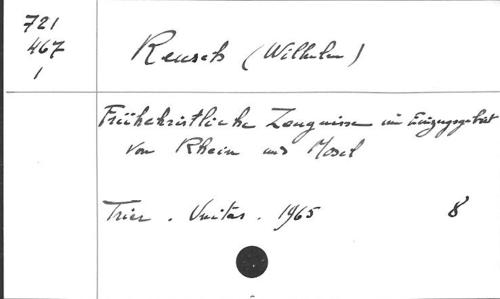 721
467
1
Reusch (Wilhelm)
Frühchristliche Zeugnisse im Einzugsgebiet
von Rhein und Mosel
Trier. Unitas. 1965 8